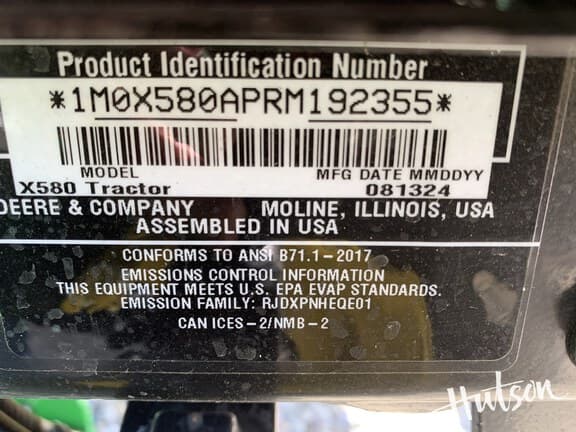 Product Identification Number
*1M0X580APRM192355*
MODEL MFG DATE MMDDYY
X580 Tractor 081324
DEERE & COMPANY MOLINE, ILLINOIS, USA
ASSEMBLED IN USA
CONFORMS TO ANSI B71.1-2017
EMISSIONS CONTROL INFORMATION
THIS EQUIPMENT MEETS U.S. EPA EVAP STANDARDS.
EMISSION FAMILY: RJDXPNHEQE01
CAN ICES-2/NMB-2
Hutson